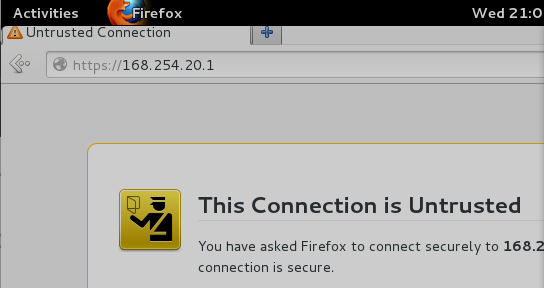 Activities Firefox Wed 21:0
Untrusted Connection
https://168.254.20.1
This Connection is Untrusted
You have asked Firefox to connect securely to 168.2
connection is secure.